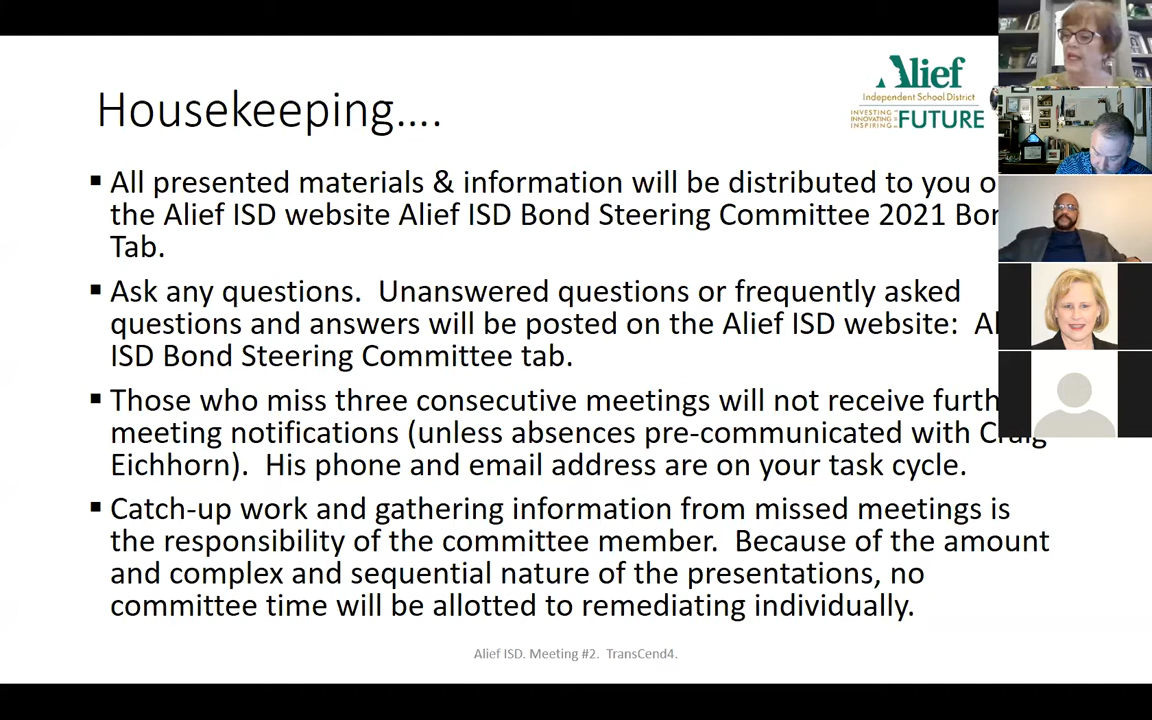 Alief
Independent School District
INVESTING
INNOVATING
INSPIRING
FUTURE
Housekeeping....
All presented materials & information will be distributed to you o
the Alief ISD website Alief ISD Bond Steering Committee 2021 Bon
Tab.
Ask any questions. Unanswered questions or frequently asked
questions and answers will be posted on the Alief ISD website: Al
ISD Bond Steering Committee tab.
Those who miss three consecutive meetings will not receive furth
meeting notifications (unless absences pre-communicated with Craig
Eichhorn). His phone and email address are on your task cycle.
Catch-up work and gathering information from missed meetings is
the responsibility of the committee member. Because of the amount
and complex and sequential nature of the presentations, no
committee time will be allotted to remediating individually.
Alief ISD. Meeting #2. TransCend4.